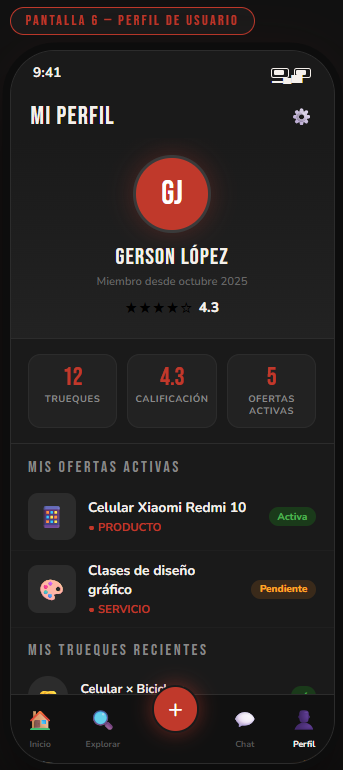 PANTALLA 6 — PERFIL DE USUARIO
9:41
MI PERFIL
GJ
GERSON LÓPEZ
Miembro desde octubre 2025
★★★★☆ 4.3
12 4.3 5
TRUEQUES CALIFICACIÓN OFERTAS
ACTIVAS
MIS OFERTAS ACTIVAS
Celular Xiaomi Redmi 10 Activa
PRODUCTO
Clases de diseño
gráfico Pendiente
SERVICIO
MIS TRUEQUES RECIENTES
Celular ×
+
Inicio Explorar Chat Perfil